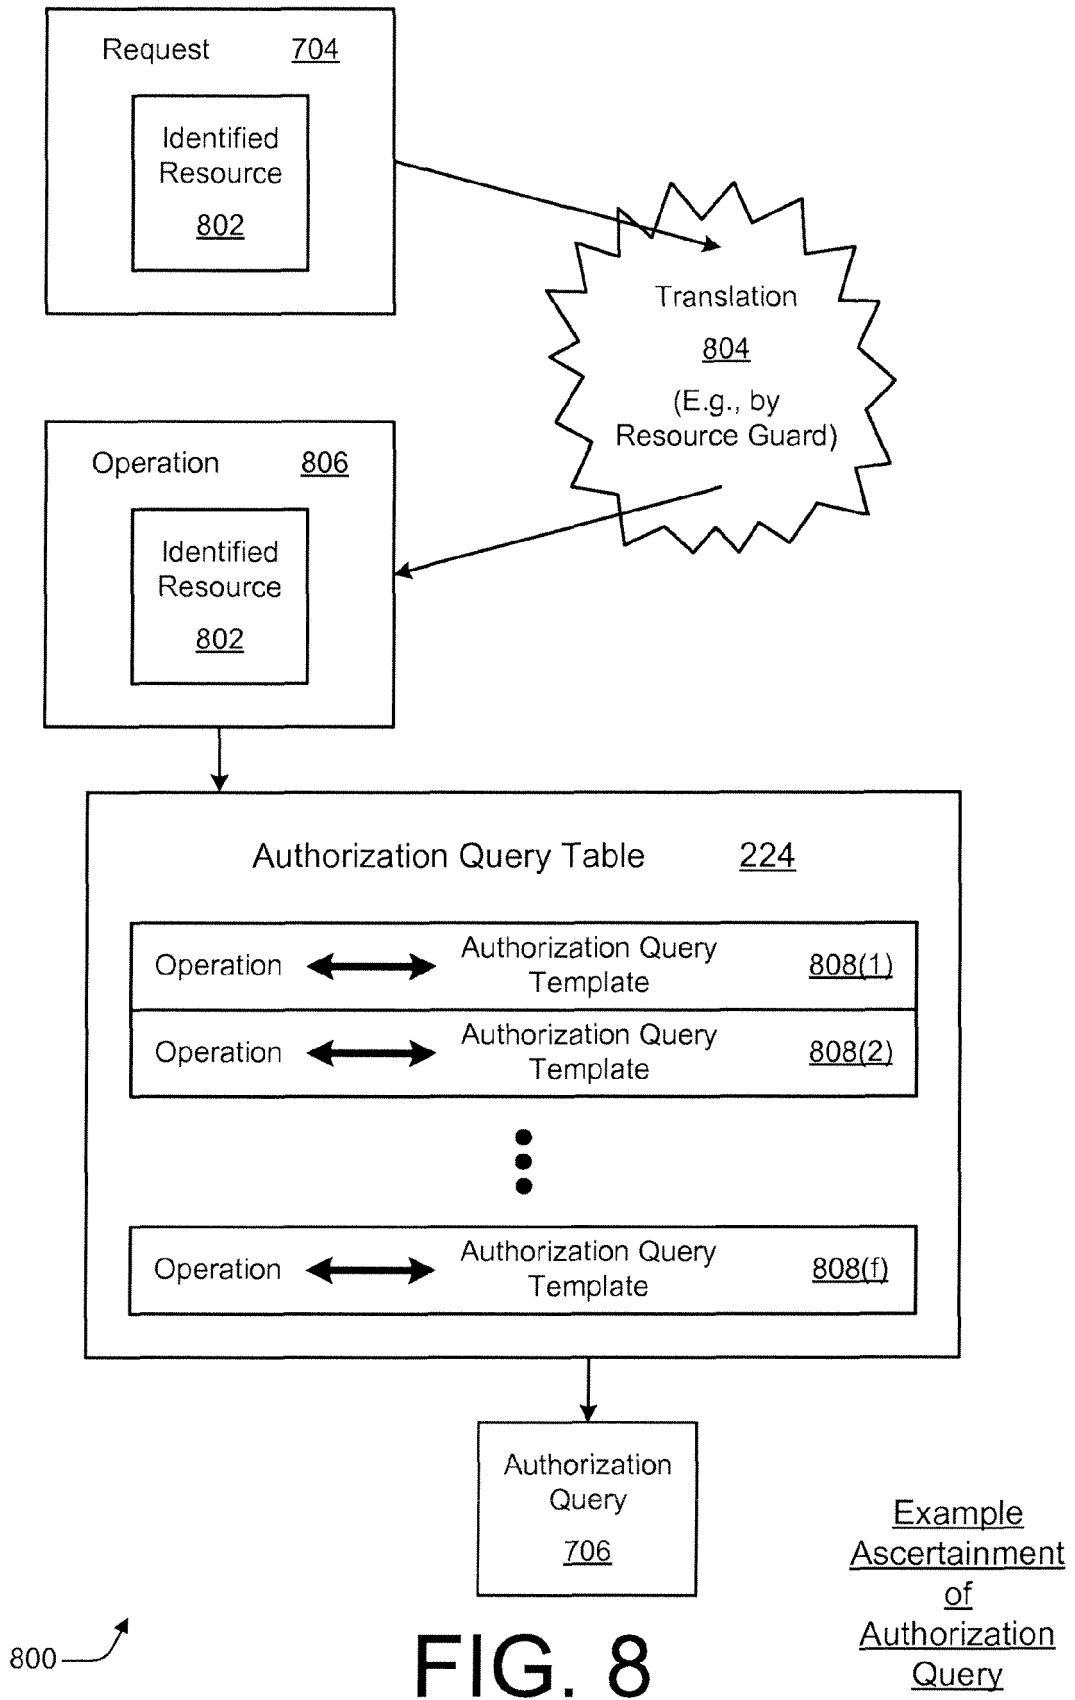 Request 704
Identified
Resource
802
Translation
804
(E.g., by
Resource Guard)
Operation 806
Identified
Resource
802
Authorization Query Table 224
Operation Authorization Query
Template 808(1)
Operation Authorization Query
Template 808(2)
Operation Authorization Query
Template 808(f)
Authorization
Query
706
Example
Ascertainment
of
Authorization
Query
800
FIG. 8